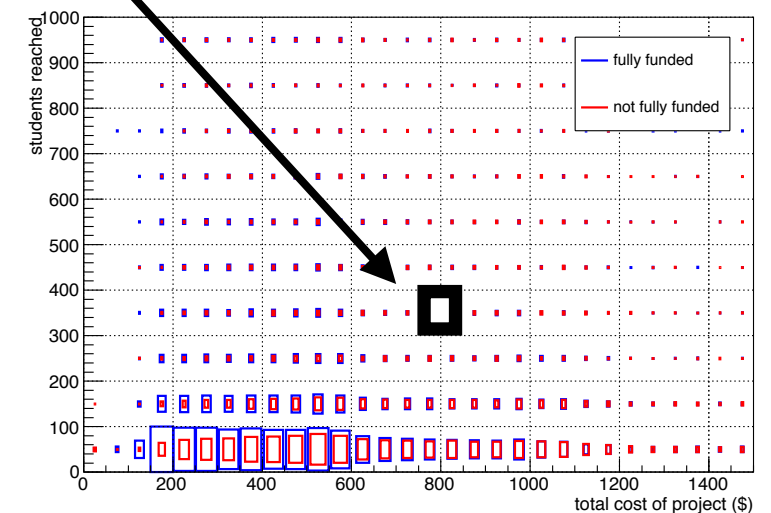 1000
900
800
700
600
500
400
300
200
100
0
students reached
fully funded
not fully funded
0 200 400 600 800 1000 1200 1400
total cost of project ($)